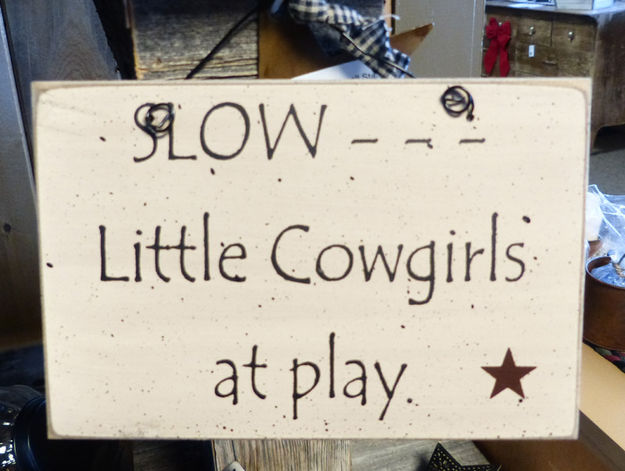 SLOW - - -
Little Cowgirls
at play.